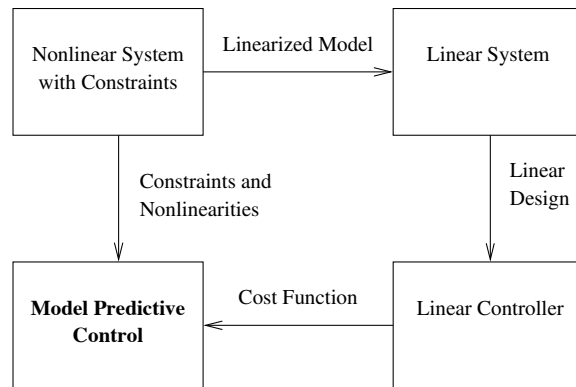 Nonlinear System
with Constraints
Linearized Model
Linear System
Constraints and
Nonlinearities
Linear
Design
Model Predictive
Control
Cost Function
Linear Controller